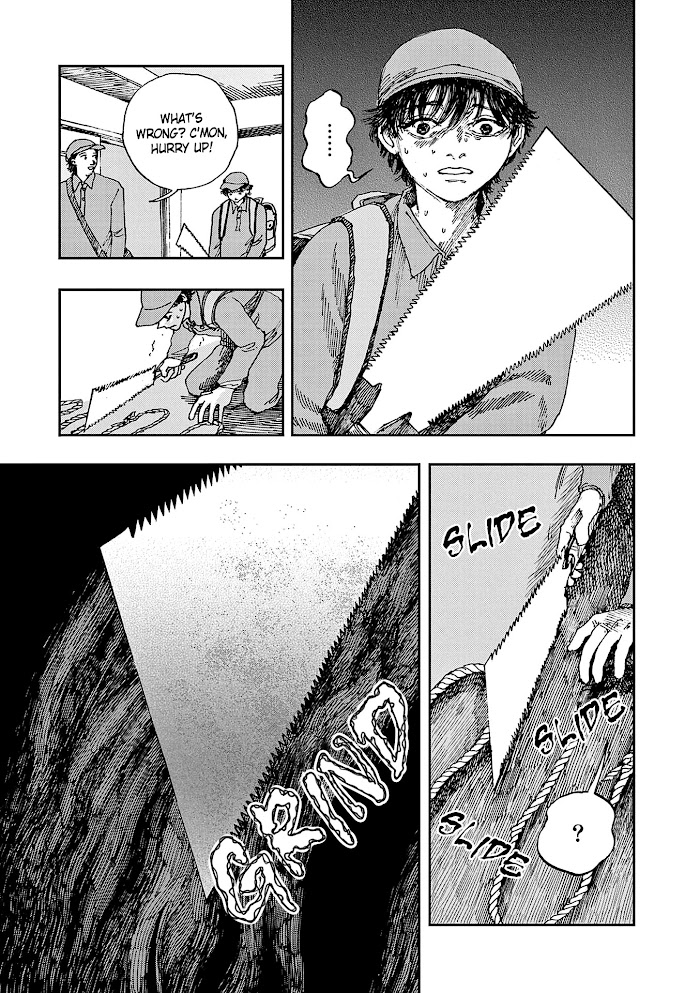 ......
WHAT'S
WRONG? C'MON,
HURRY UP!
SLIDE
SLIDE
SLIDE
?
GRIND